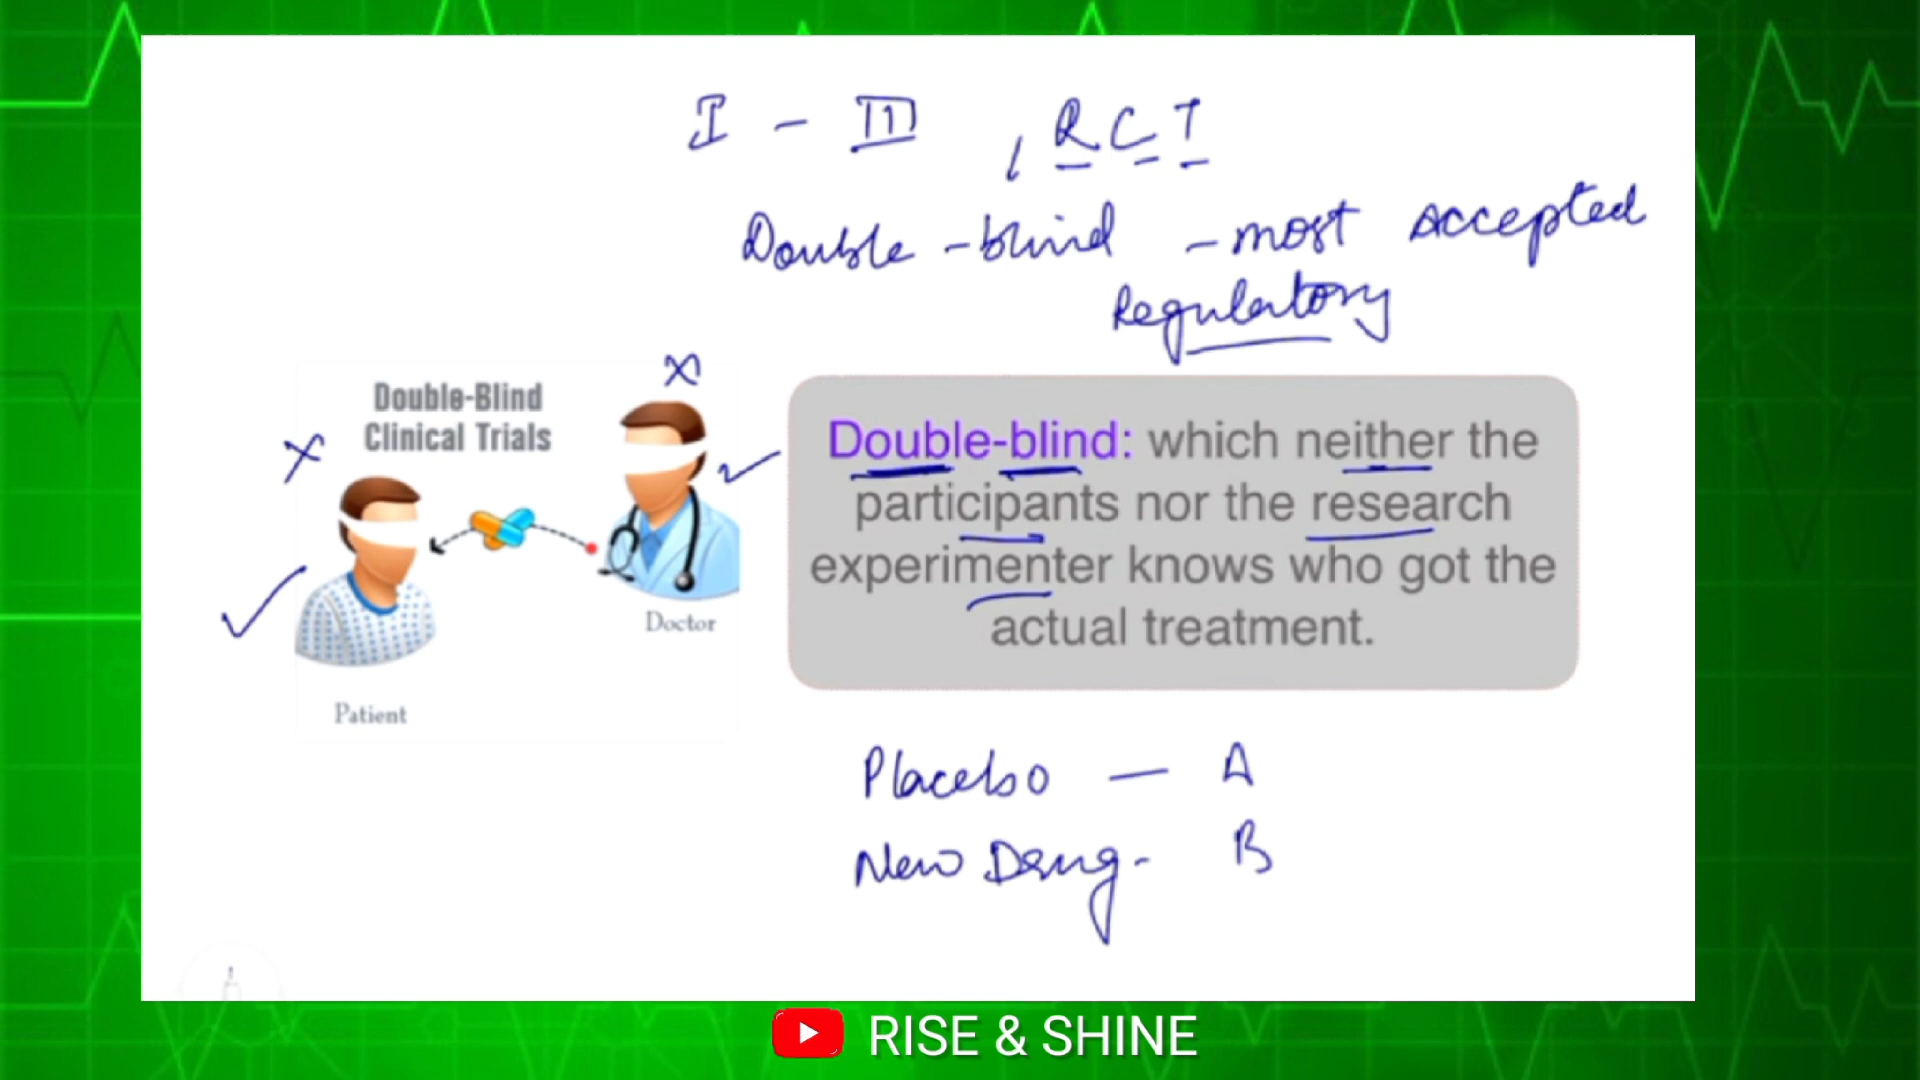 I - III , RCT
Double-blind - most Accepted
Regulatory
Double-Blind
Clinical Trials
Double-blind: which neither the
participants nor the research
experimenter knows who got the
actual treatment.
Doctor
Patient
Placebo — A
New Drug - B
RISE & SHINE